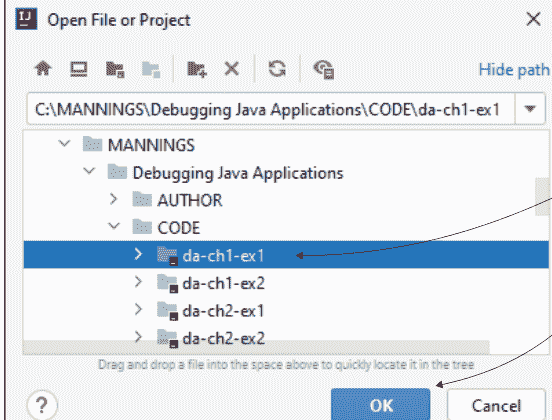 IJ Open File or Project
Hide path
C:\MANNINGS\Debugging Java Applications\CODE\da-ch1-ex1
MANNINGS
Debugging Java Applications
AUTHOR
CODE
da-ch1-ex1
da-ch1-ex2
da-ch2-ex1
da-ch2-ex2
Drag and drop a file into the space above to quickly locate it in the tree
? OK Cancel